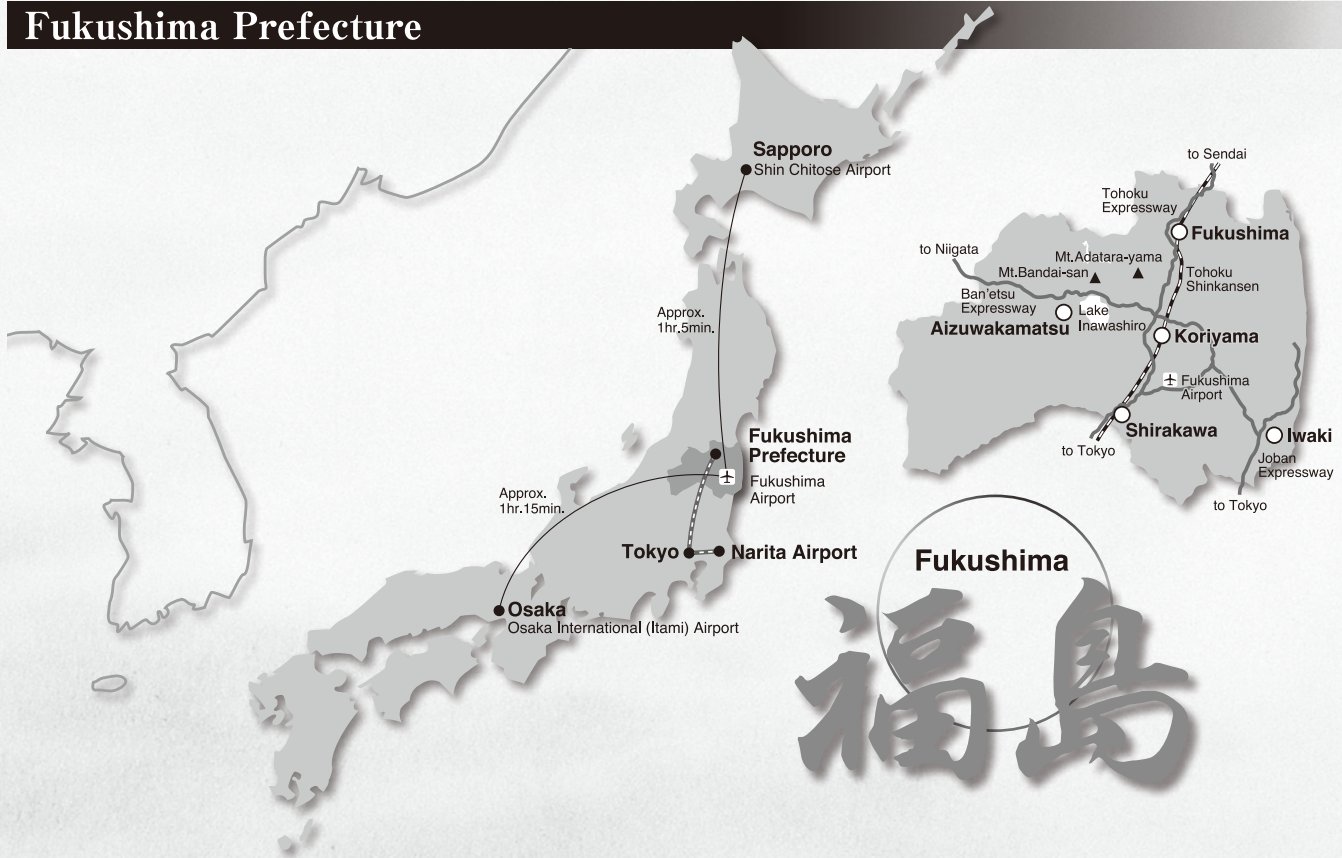 Fukushima Prefecture
Sapporo
Shin Chitose Airport
Approx.
1hr.5min.
Fukushima
Prefecture
Fukushima
Airport
Approx.
1hr.15min.
Tokyo
Narita Airport
Osaka
Osaka International (Itami) Airport
to Sendai
Tohoku
Expressway
Fukushima
to Niigata
Mt.Adatara-yama
Mt.Bandai-san
Tohoku
Shinkansen
Ban'etsu
Expressway
Lake
Inawashiro
Aizuwakamatsu
Koriyama
Fukushima
Airport
Shirakawa
to Tokyo
Iwaki
Joban
Expressway
to Tokyo
Fukushima
福島